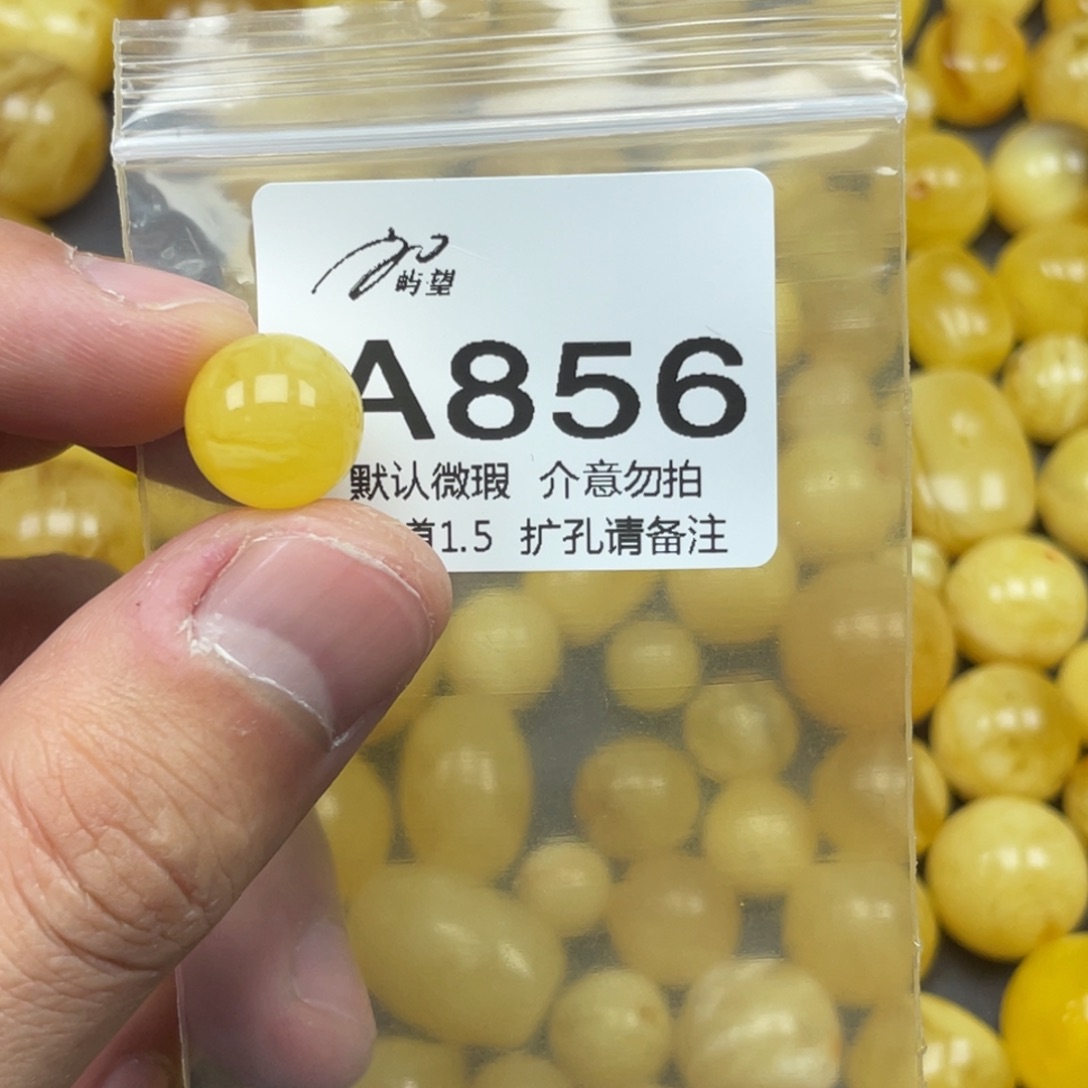 屿望
A856
默认微瑕 介意勿拍
道1.5 扩孔请备注